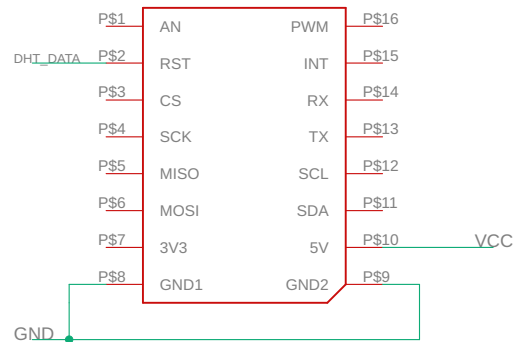 P$1 AN PWM P$16
DHT_DATA P$2 RST INT P$15
P$3 CS RX P$14
P$4 SCK TX P$13
P$5 MISO SCL P$12
P$6 MOSI SDA P$11
P$7 3V3 5V P$10 VCC
P$8 GND1 GND2 P$9
GND